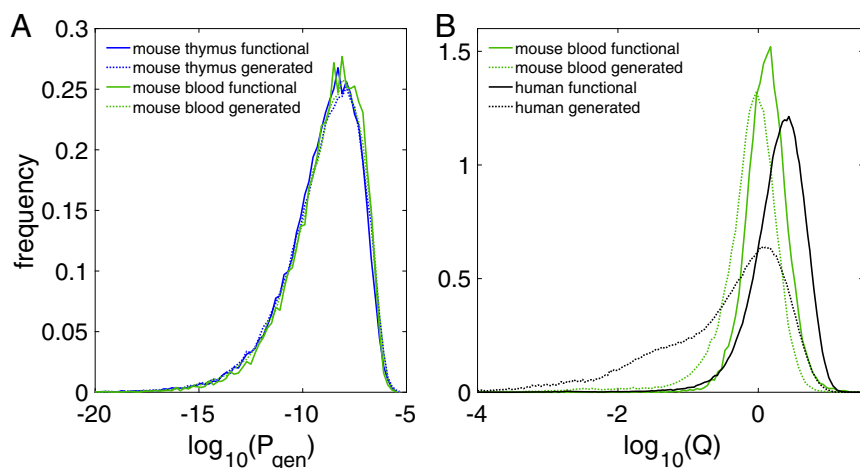 A
0.3
0.25
0.2
0.15
0.1
0.05
0
frequency
mouse thymus functional
mouse thymus generated
mouse blood functional
mouse blood generated
-20
-15
-10
-5
log10(Pgen)
B
1.5
1
0.5
0
mouse blood functional
mouse blood generated
human functional
human generated
-4
-2
0
log10(Q)